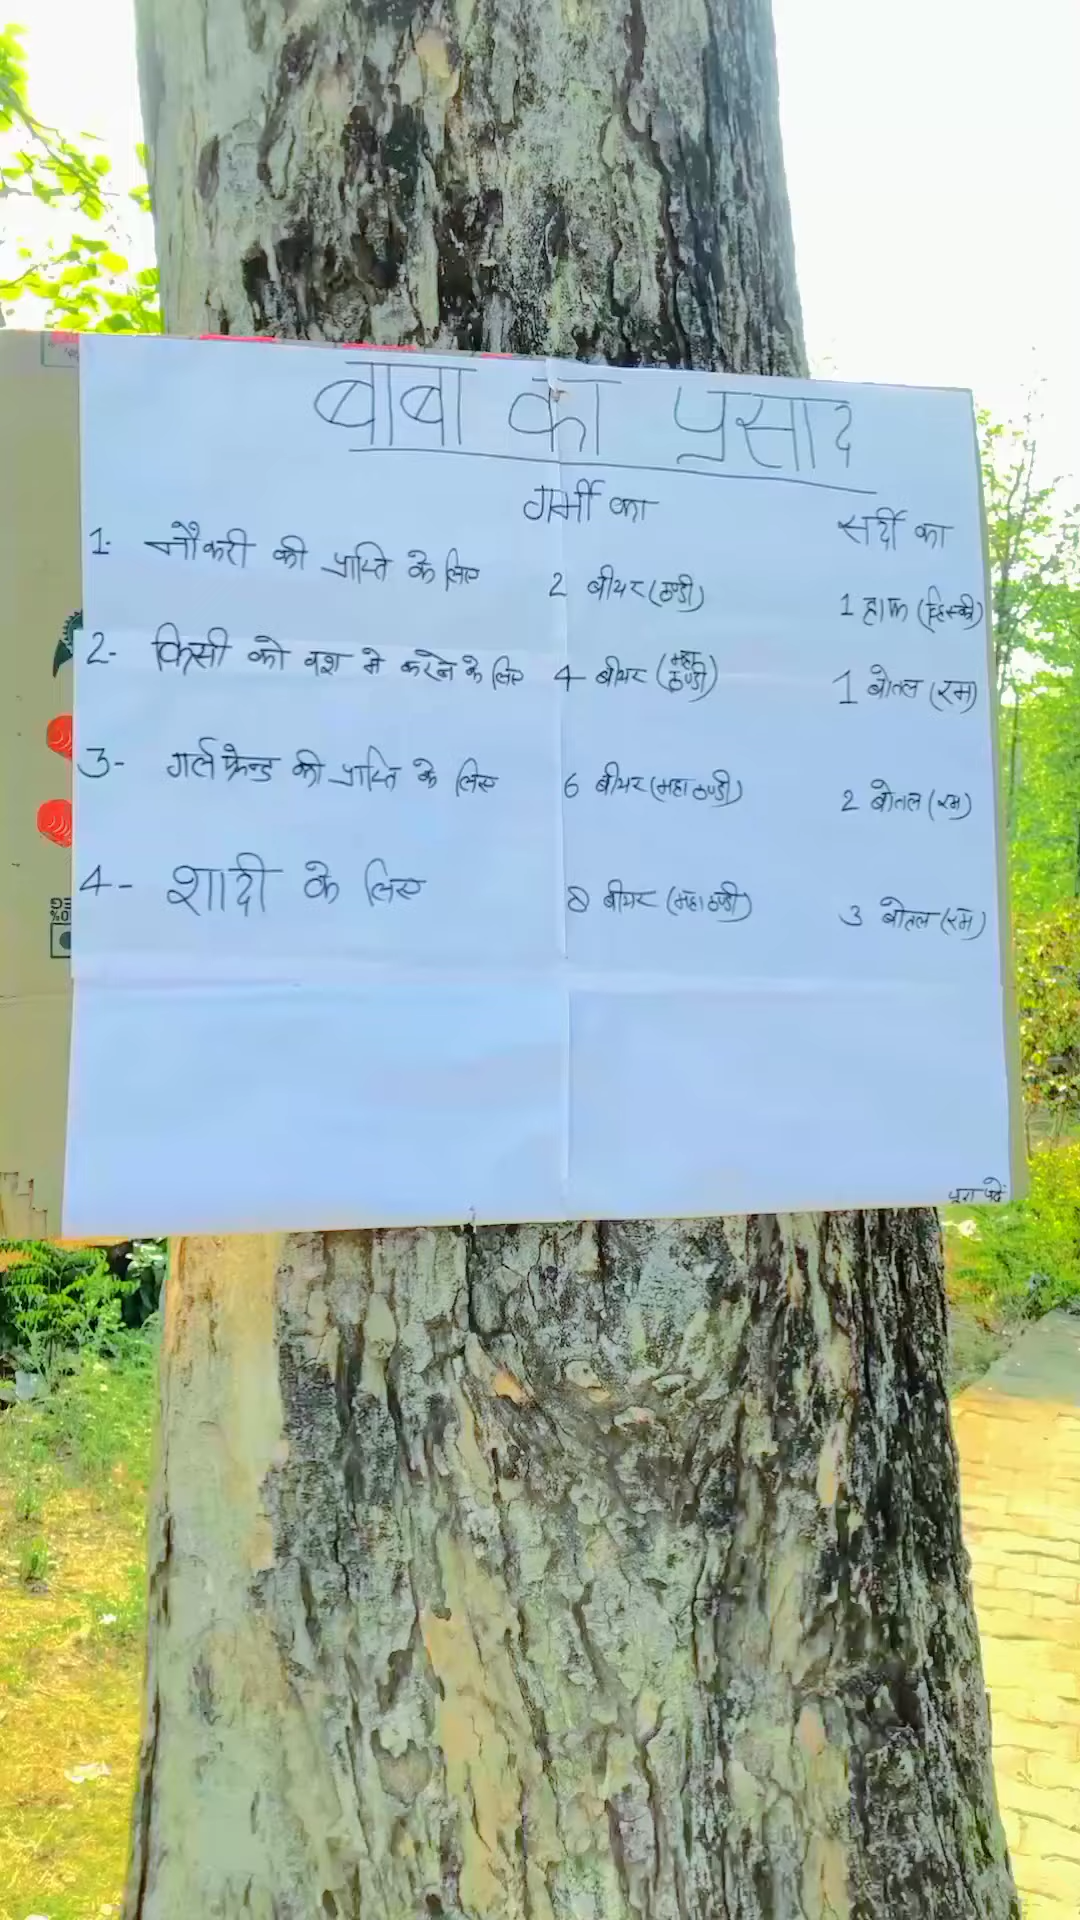 बाबा का प्रसाद
गर्मी का सर्दी का
1. नौकरी की प्राप्ति के लिए 2 बीयर (ठण्डी) 1 हाफ (व्हिस्की)
2- किसी को वश मे करने के लिए 4 बीयर (महा ठण्डी) 1 बोतल (रम)
3- गर्लफ्रेन्ड की प्राप्ति के लिए 6 बीयर (महा ठण्डी) 2 बोतल (रम)
4- शादी के लिए 8 बीयर (महा ठण्डी) 3 बोतल (रम)
पूरा पढें